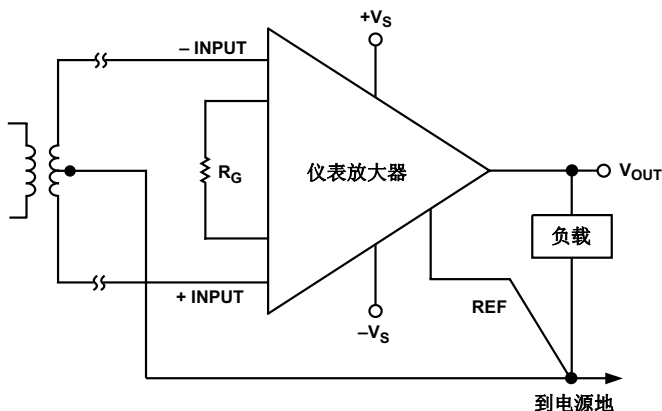 +VS
– INPUT
RG
仪表放大器
VOUT
负载
+ INPUT
REF
–VS
到电源地